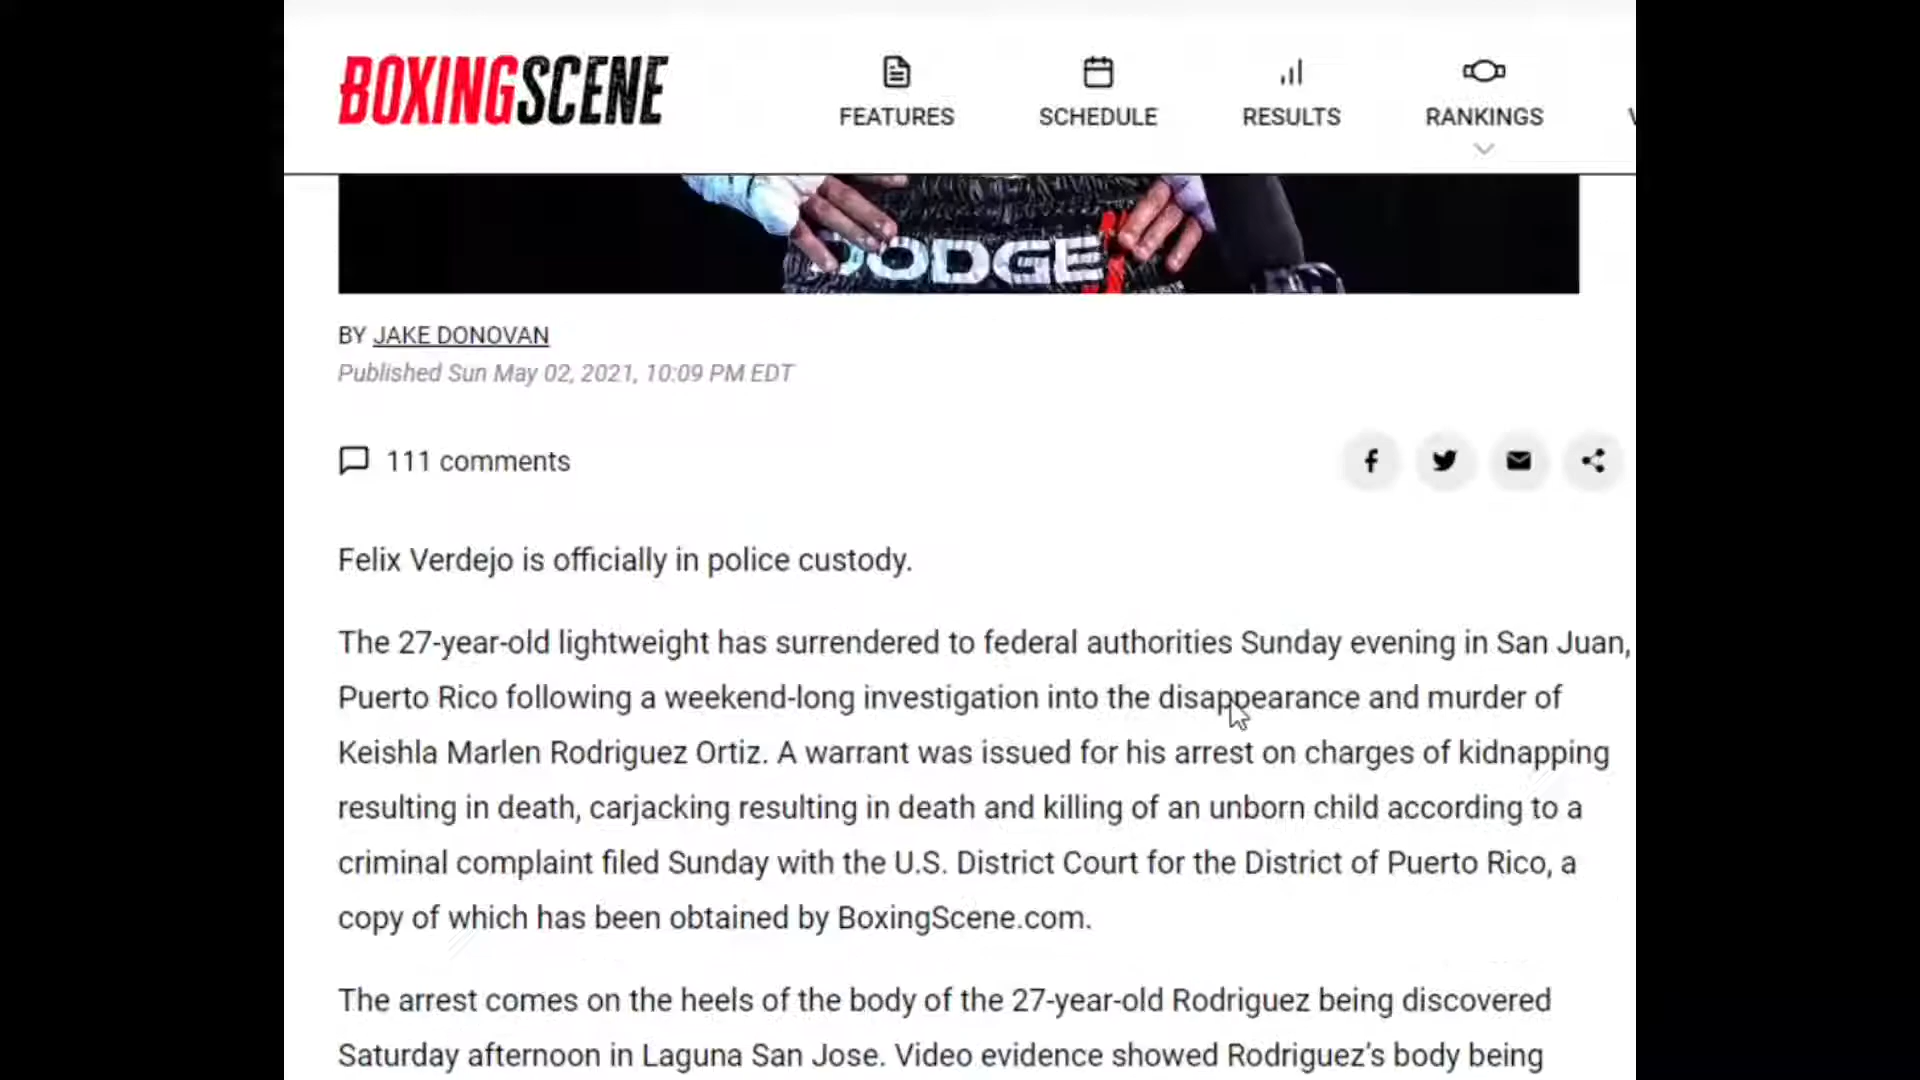 BOXINGSCENE
FEATURES
SCHEDULE
RESULTS
RANKINGS
DODGE
BY JAKE DONOVAN
Published Sun May 02, 2021, 10:09 PM EDT
111 comments
Felix Verdejo is officially in police custody.
The 27-year-old lightweight has surrendered to federal authorities Sunday evening in San Juan,
Puerto Rico following a weekend-long investigation into the disappearance and murder of
Keishla Marlen Rodriguez Ortiz. A warrant was issued for his arrest on charges of kidnapping
resulting in death, carjacking resulting in death and killing of an unborn child according to a
criminal complaint filed Sunday with the U.S. District Court for the District of Puerto Rico, a
copy of which has been obtained by BoxingScene.com.
The arrest comes on the heels of the body of the 27-year-old Rodriguez being discovered
Saturday afternoon in Laguna San Jose. Video evidence showed Rodriguez's body being